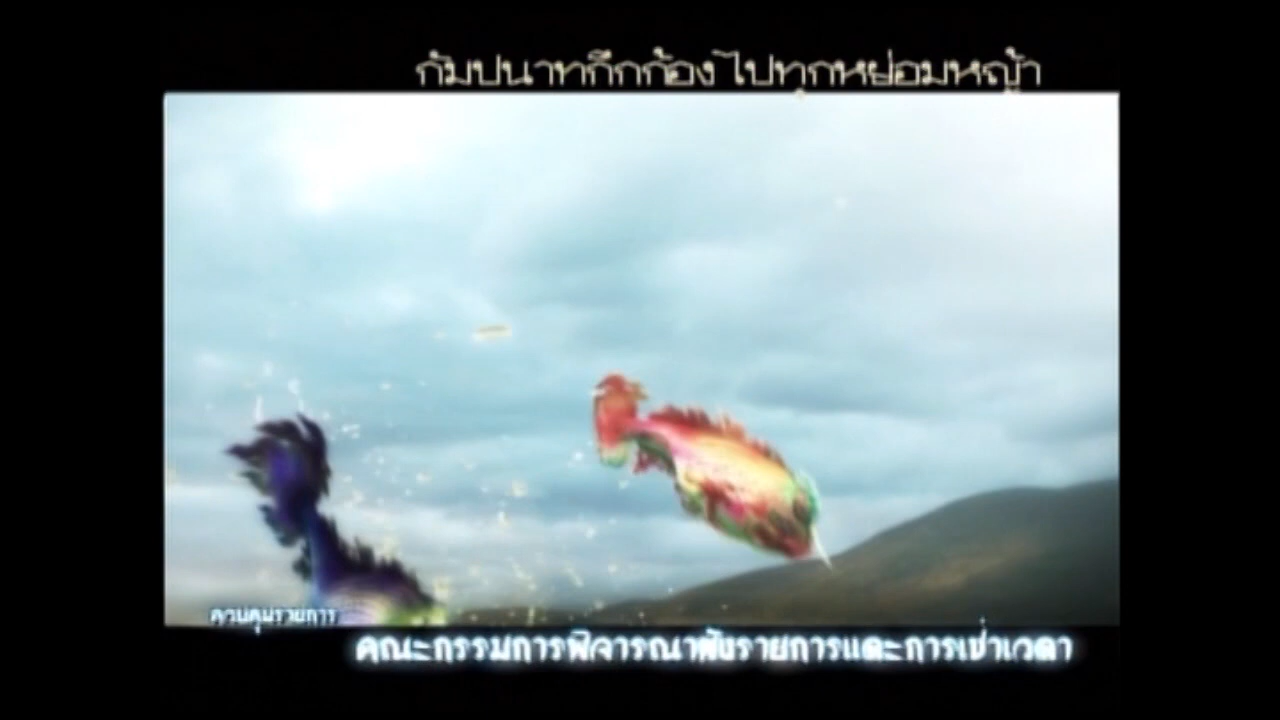 กัมปนาทกึกก้อง ไปทุกหย่อมหญ้า
ควบคุมรายการ
คณะกรรมการพิจารณาผังรายการและการเช่าเวลา